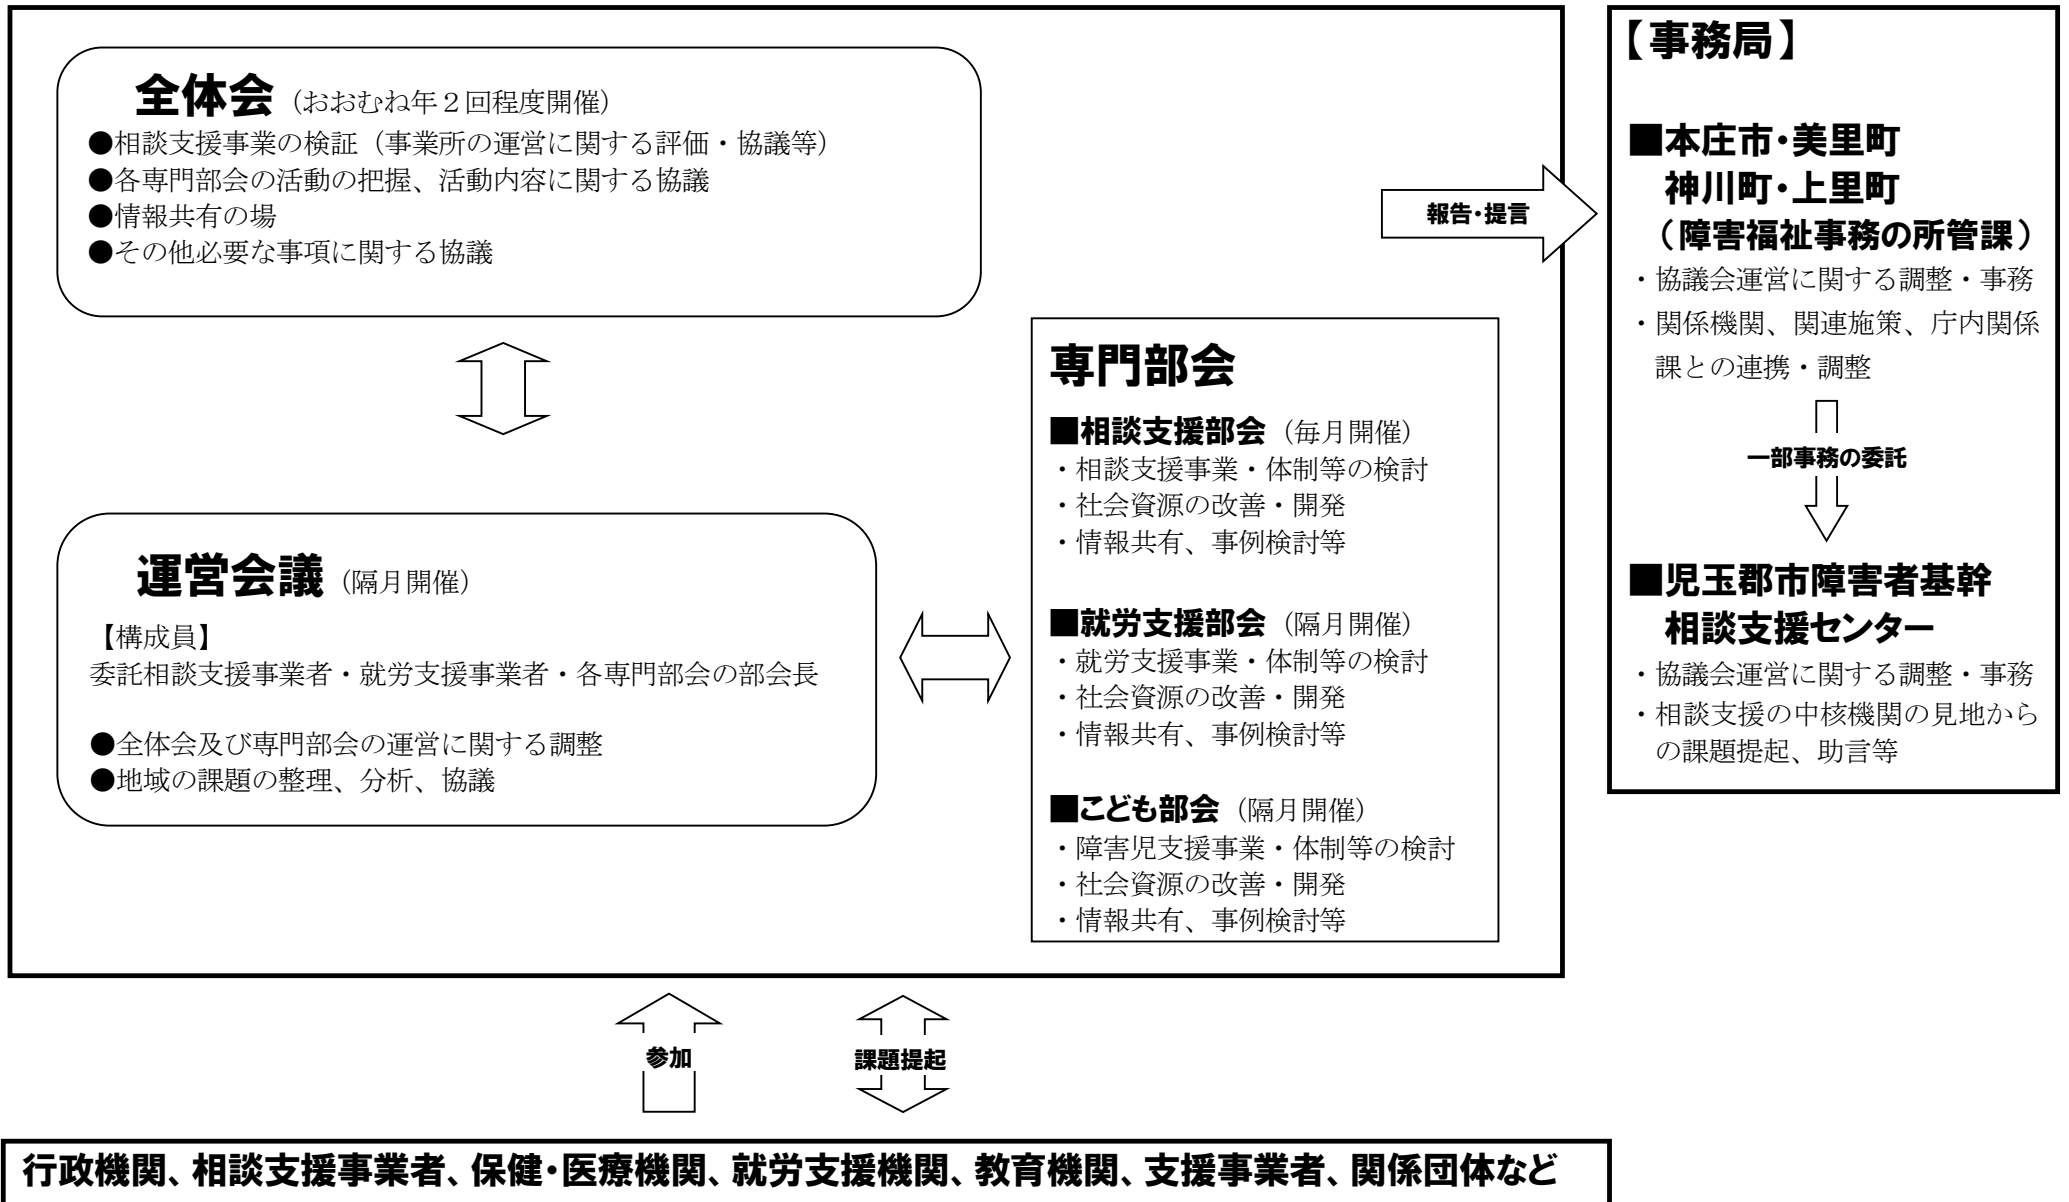 全体会（おおむね年２回程度開催）
●相談支援事業の検証（事業所の運営に関する評価・協議等）
●各専門部会の活動の把握、活動内容に関する協議
●情報共有の場
●その他必要な事項に関する協議
運営会議（隔月開催）
【構成員】
委託相談支援事業者・就労支援事業者・各専門部会の部会長
●全体会及び専門部会の運営に関する調整
●地域の課題の整理、分析、協議
専門部会
■相談支援部会（毎月開催）
・相談支援事業・体制等の検討
・社会資源の改善・開発
・情報共有、事例検討等
■就労支援部会（隔月開催）
・就労支援事業・体制等の検討
・社会資源の改善・開発
・情報共有、事例検討等
■こども部会（隔月開催）
・障害児支援事業・体制等の検討
・社会資源の改善・開発
・情報共有、事例検討等
報告・提言
【事務局】
■本庄市・美里町
神川町・上里町
（障害福祉事務の所管課）
・協議会運営に関する調整・事務
・関係機関、関連施策、庁内関係
課との連携・調整
一部事務の委託
■児玉郡市障害者基幹
相談支援センター
・協議会運営に関する調整・事務
・相談支援の中核機関の見地から
の課題提起、助言等
参加
課題提起
行政機関、相談支援事業者、保健・医療機関、就労支援機関、教育機関、支援事業者、関係団体など